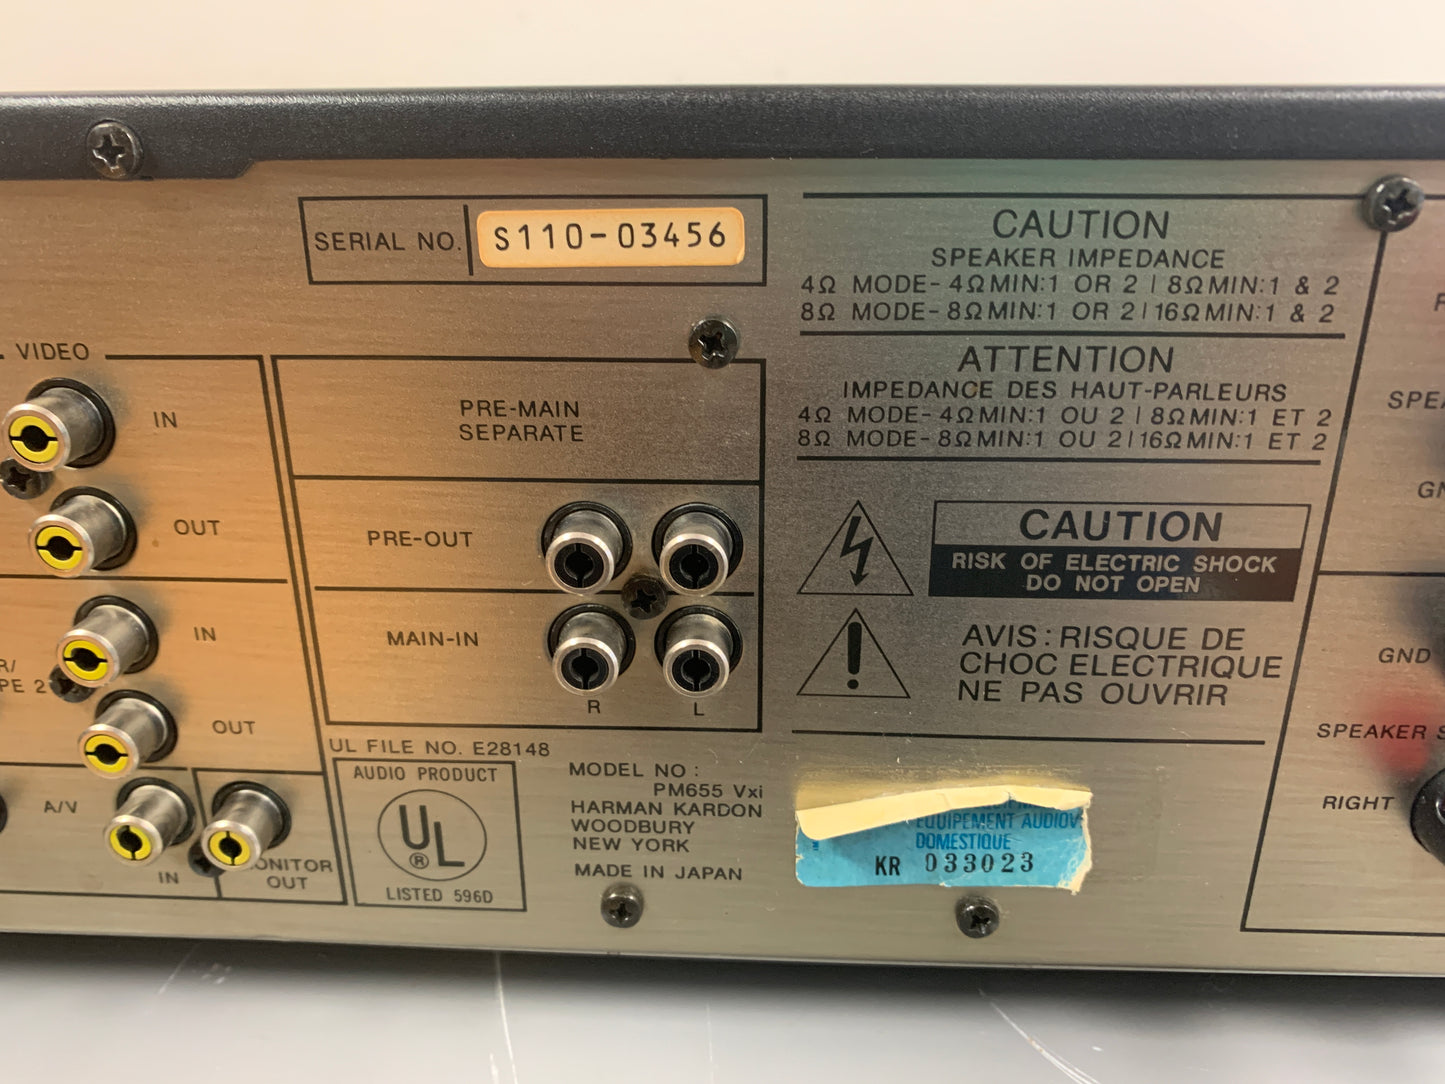 SERIAL NO. S110-03456
CAUTION
SPEAKER IMPEDANCE
4Ω MODE- 4ΩMIN:1 OR 2 | 8ΩMIN:1 & 2
8Ω MODE- 8ΩMIN:1 OR 2 | 16ΩMIN:1 & 2
ATTENTION
IMPEDANCE DES HAUT-PARLEURS
4Ω MODE- 4ΩMIN:1 OU 2 | 8ΩMIN:1 ET 2
8Ω MODE- 8ΩMIN:1 OU 2 | 16ΩMIN:1 ET 2
CAUTION
RISK OF ELECTRIC SHOCK
DO NOT OPEN
AVIS : RISQUE DE
CHOC ELECTRIQUE
NE PAS OUVRIR
VIDEO
IN
OUT
IN
PE 2
OUT
A/V
IN
OUT
PRE-MAIN
SEPARATE
PRE-OUT
MAIN-IN
R L
UL FILE NO. E28148
AUDIO PRODUCT
UL
®
LISTED 596D
MODEL NO :
PM655 Vxi
HARMAN KARDON
WOODBURY
NEW YORK
MADE IN JAPAN
EQUIPEMENT AUDIOV
DOMESTIQUE
KR 033023
GND
SPEAKER S
RIGHT